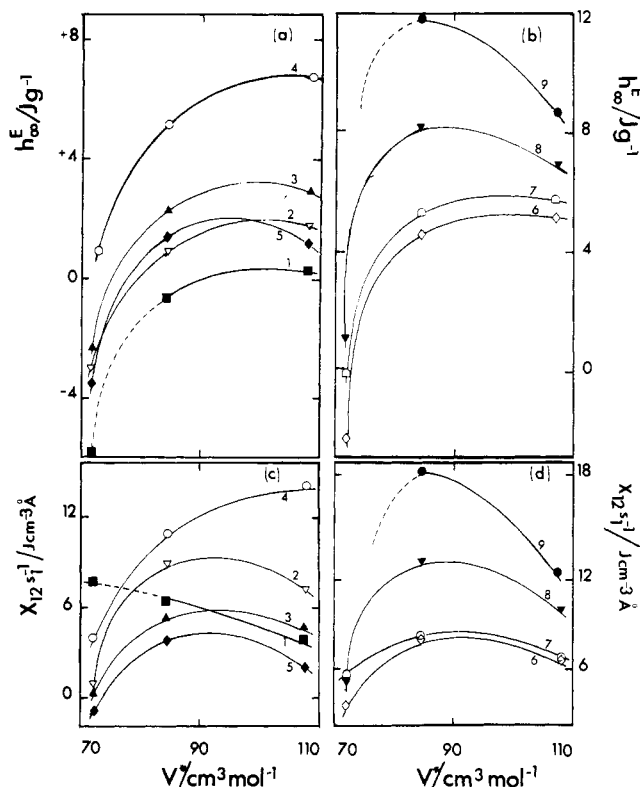 (a)
+8
+4
0
-4
h∞ᴱ/Jg⁻¹
4
3
2
5
1
(b)
12
8
4
0
h∞ᴱ/Jg⁻¹
9
8
7
6
(c)
12
6
0
X₁₂s₁⁻¹/Jcm⁻³Å
4
2
3
1
5
70 90 110
V*/cm³mol⁻¹
(d)
18
12
6
X₁₂s₁⁻¹/Jcm⁻³Å
9
8
7
6
70 90 110
V*/cm³mol⁻¹